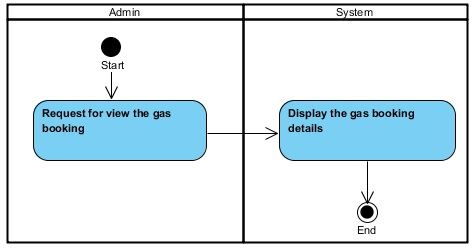 Admin
System
Start
Request for view the gas
booking
Display the gas booking
details
End